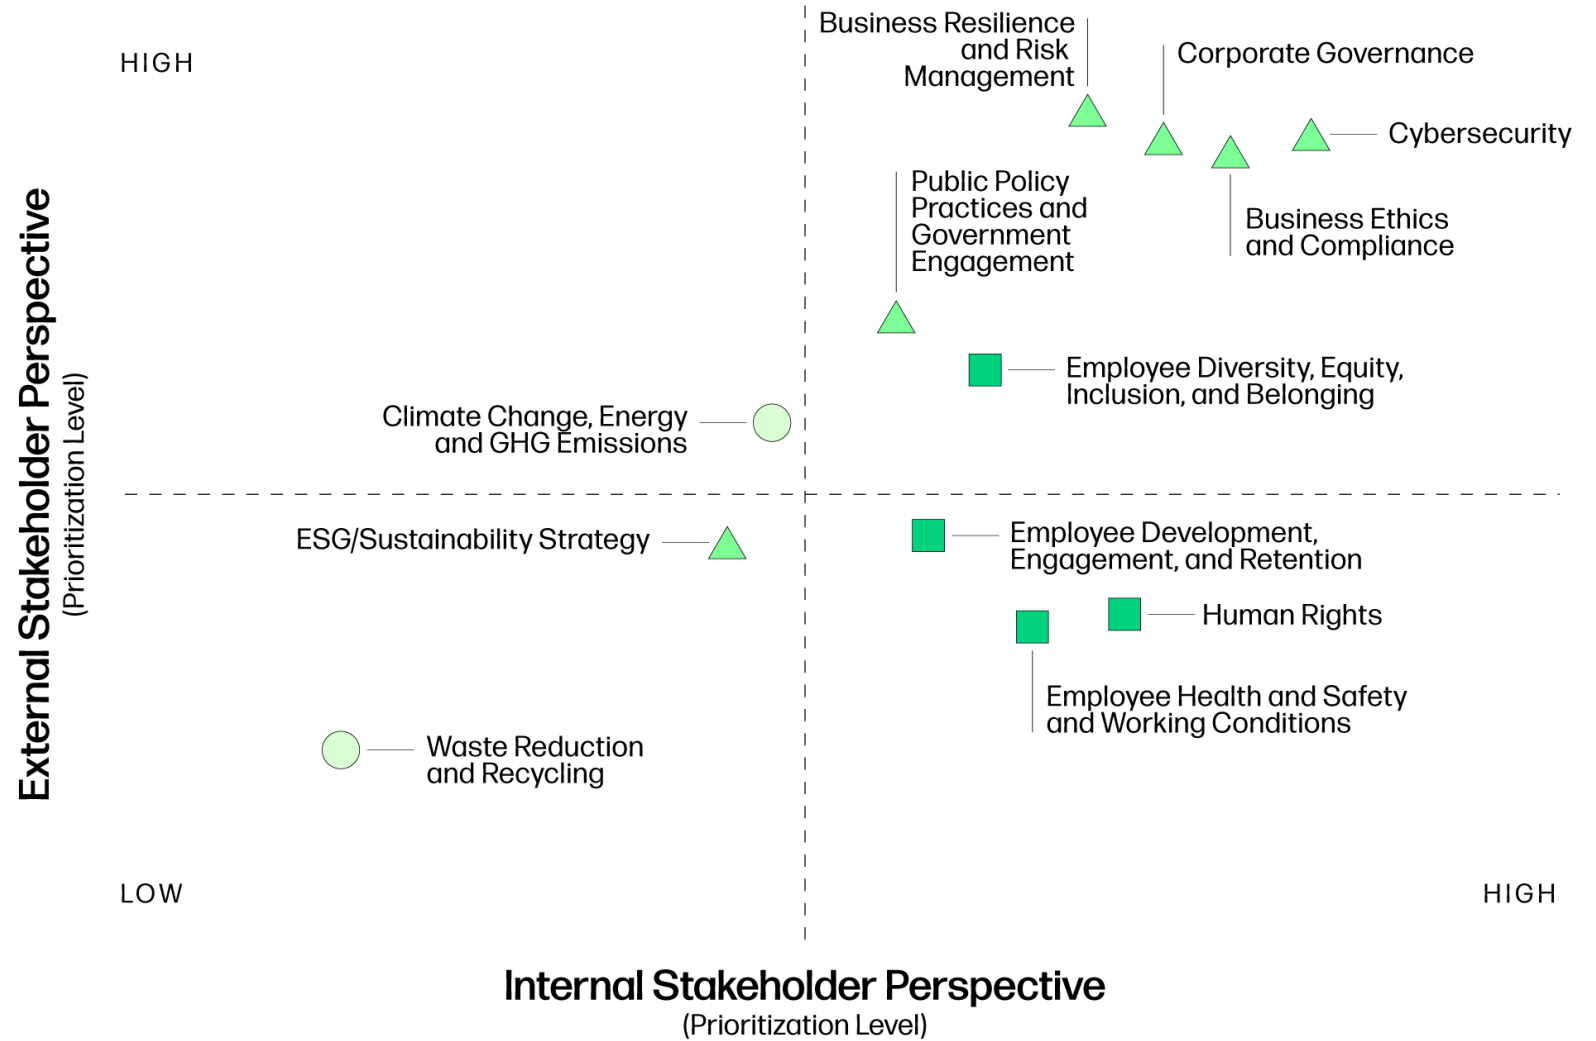 HIGH
Business Resilience
and Risk
Management
Corporate Governance
Cybersecurity
Public Policy
Practices and
Government
Engagement
Business Ethics
and Compliance
Employee Diversity, Equity,
Inclusion, and Belonging
Climate Change, Energy
and GHG Emissions
External Stakeholder Perspective
(Prioritization Level)
ESG/Sustainability Strategy
Employee Development,
Engagement, and Retention
Human Rights
Employee Health and Safety
and Working Conditions
Waste Reduction
and Recycling
LOW
HIGH
Internal Stakeholder Perspective
(Prioritization Level)